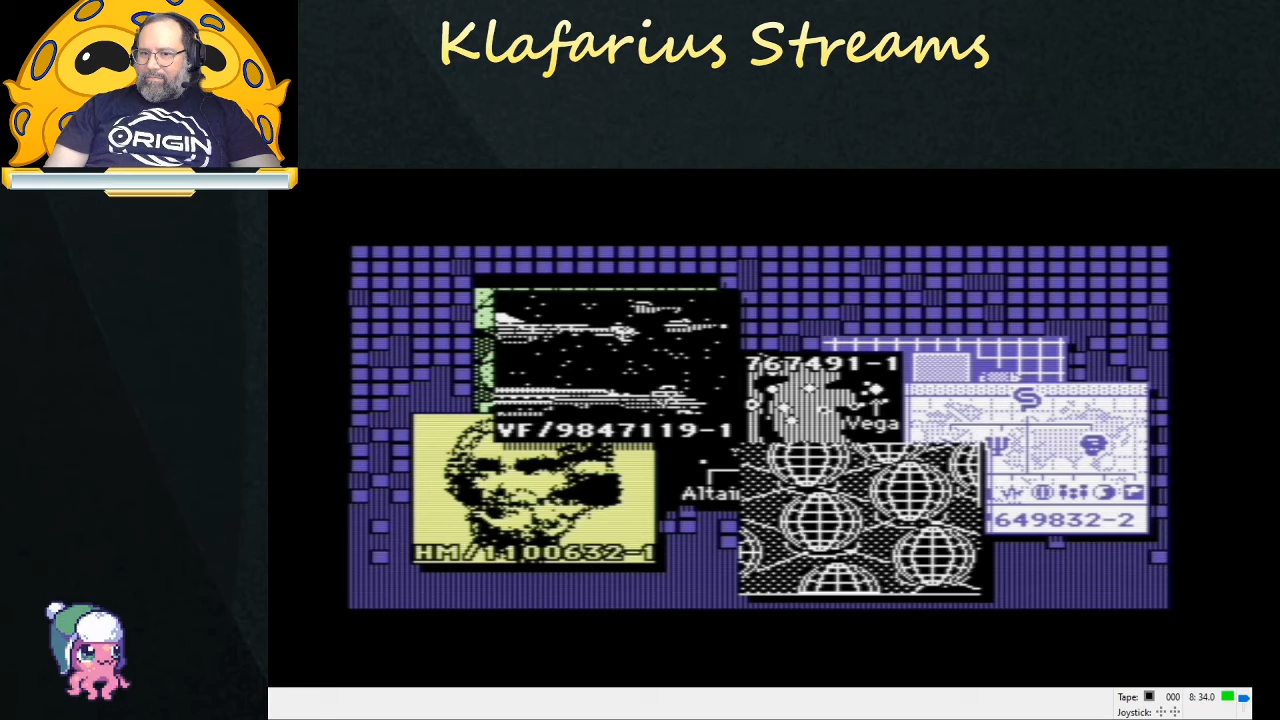 Klafarius Streams
ORIGIN
767491-1
Vega
VF/9847119-1
Altair
649832-2
HM/1100632-1
Tape: 000 8: 34.0
Joystick: